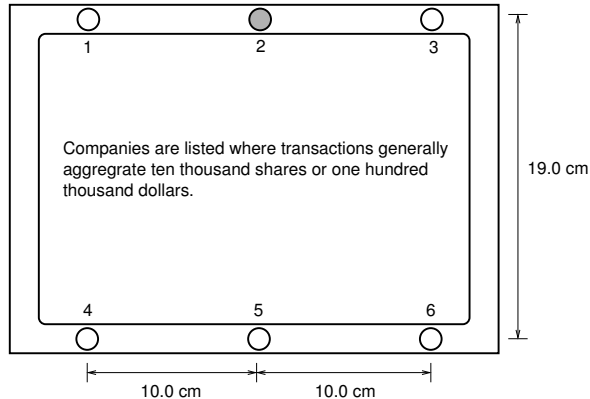 1 2 3
Companies are listed where transactions generally
aggregrate ten thousand shares or one hundred
thousand dollars.
19.0 cm
4 5 6
10.0 cm 10.0 cm